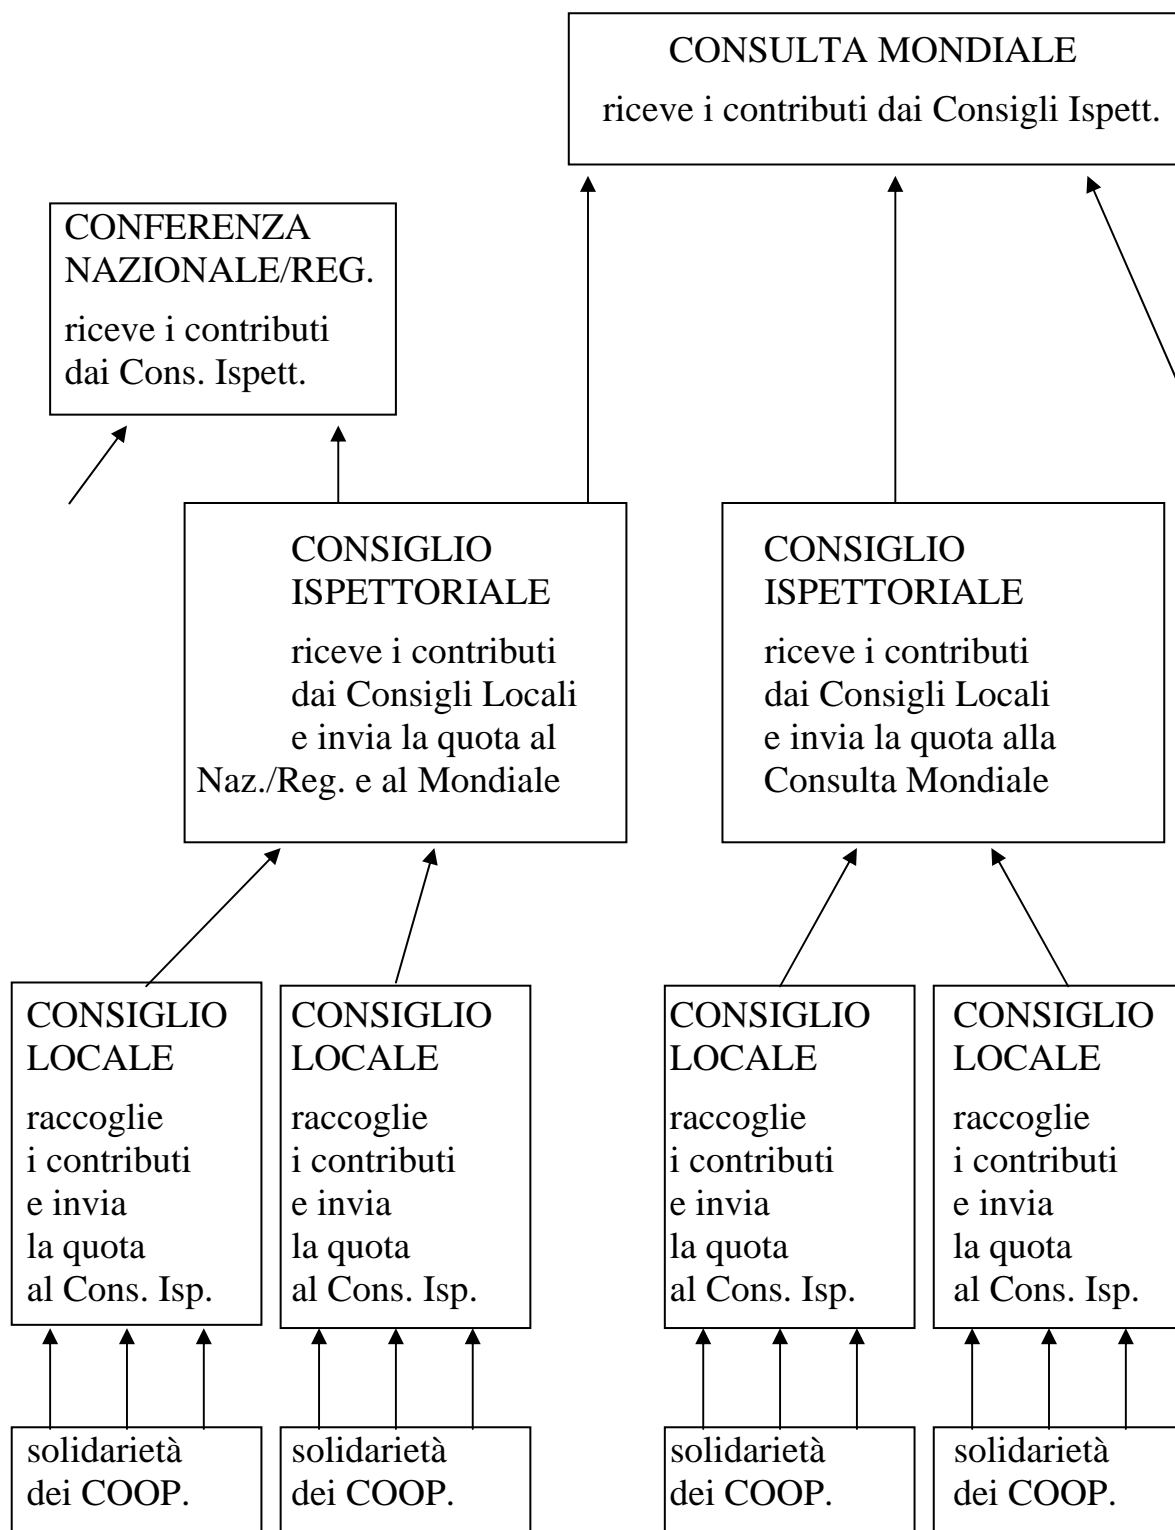 CONSULTA MONDIALE
riceve i contributi dai Consigli Ispett.
CONFERENZA
NAZIONALE/REG.
riceve i contributi
dai Cons. Ispett.
CONSIGLIO
ISPETTORIALE
riceve i contributi
dai Consigli Locali
e invia la quota al
Naz./Reg. e al Mondiale
CONSIGLIO
ISPETTORIALE
riceve i contributi
dai Consigli Locali
e invia la quota alla
Consulta Mondiale
CONSIGLIO
LOCALE
raccoglie
i contributi
e invia
la quota
al Cons. Isp.
CONSIGLIO
LOCALE
raccoglie
i contributi
e invia
la quota
al Cons. Isp.
CONSIGLIO
LOCALE
raccoglie
i contributi
e invia
la quota
al Cons. Isp.
CONSIGLIO
LOCALE
raccoglie
i contributi
e invia
la quota
al Cons. Isp.
solidarietà
dei COOP.
solidarietà
dei COOP.
solidarietà
dei COOP.
solidarietà
dei COOP.